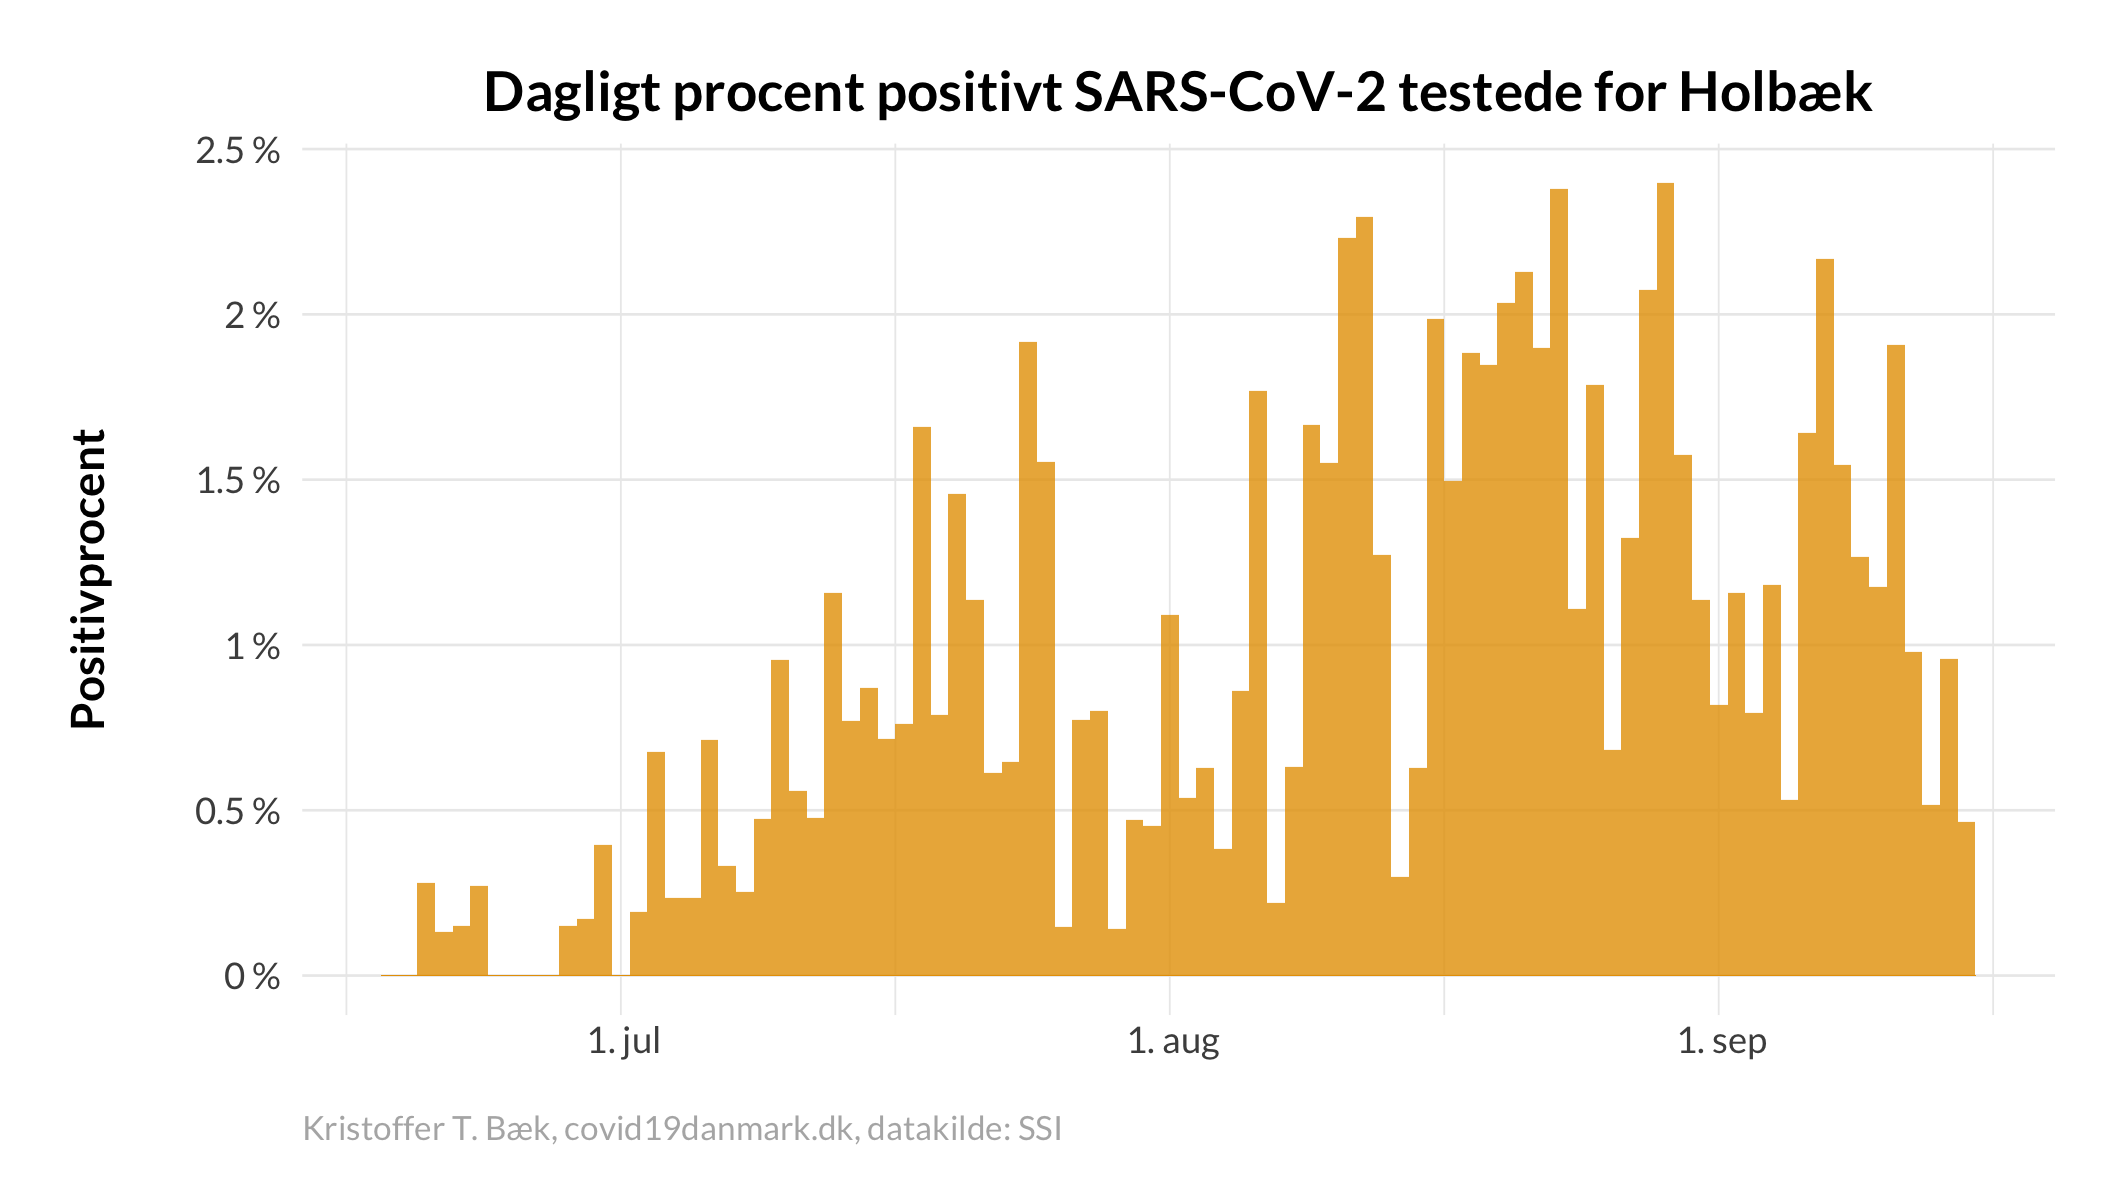 Dagligt procent positivt SARS-CoV-2 testede for Holbæk
Positivprocent
2.5 %
2 %
1.5 %
1 %
0.5 %
0 %
1. jul
1. aug
1. sep
Kristoffer T. Bæk, covid19danmark.dk, datakilde: SSI